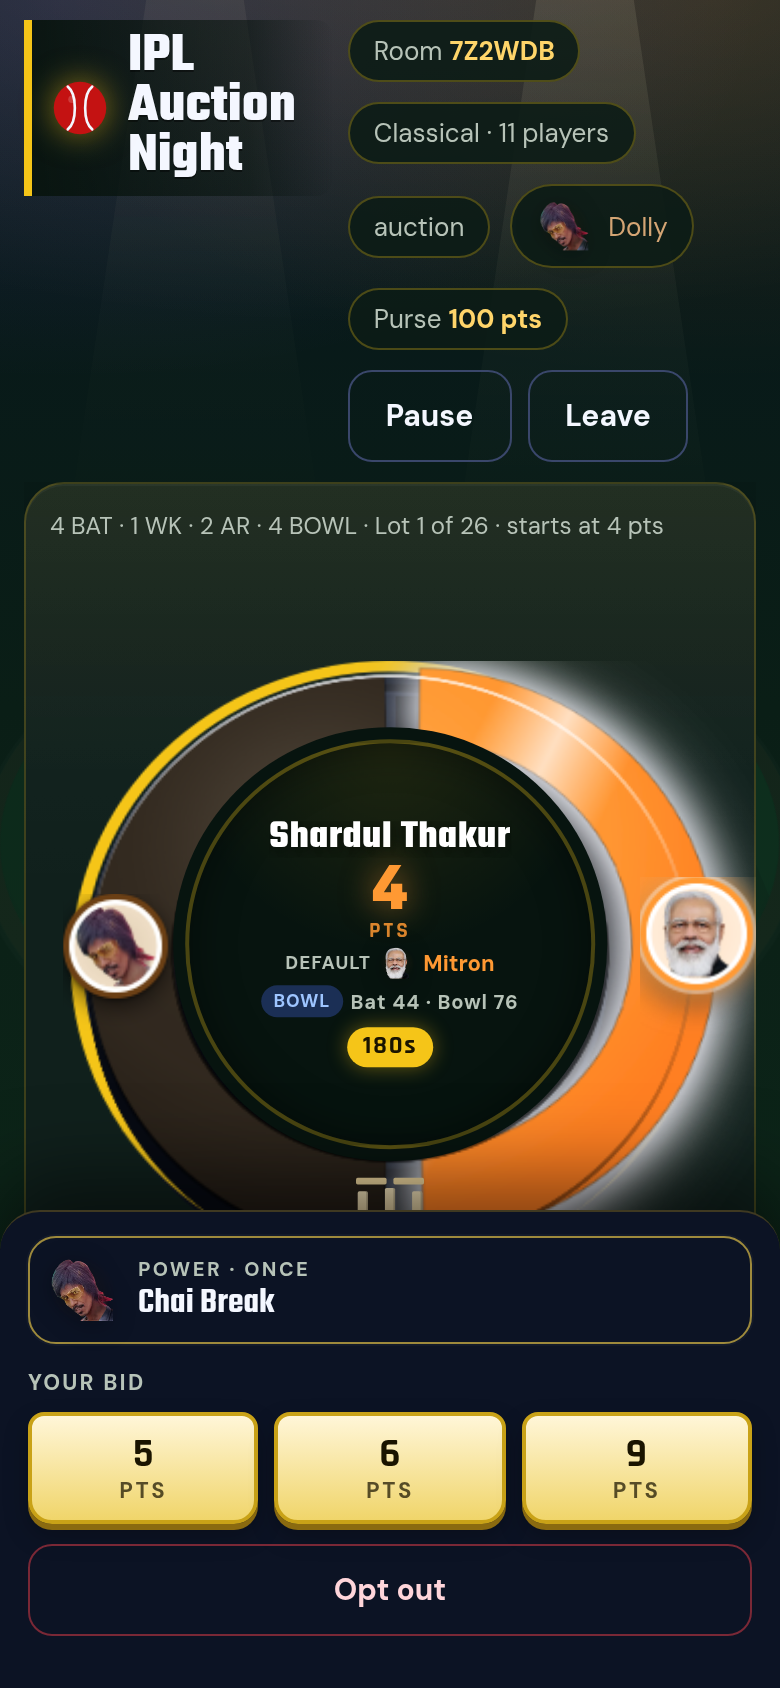 IPL
Auction
Night
Room 7Z2WDB
Classical · 11 players
auction
Dolly
Purse 100 pts
Pause
Leave
4 BAT · 1 WK · 2 AR · 4 BOWL · Lot 1 of 26 · starts at 4 pts
Shardul Thakur
4
PTS
DEFAULT Mitron
BOWL Bat 44 · Bowl 76
180s
POWER · ONCE
Chai Break
YOUR BID
5
PTS
6
PTS
9
PTS
Opt out